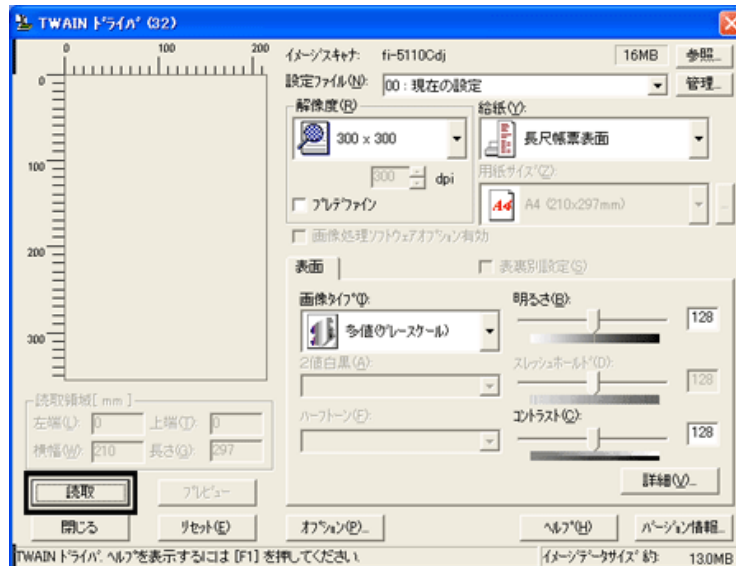 TWAIN ドライバ (32)
0 100 200
イメージスキャナ: fi-5110Cdj 16MB 参照...
設定ファイル(N): 00 : 現在の設定 管理...
解像度(R) 給紙(Y):
300 x 300 長尺帳票表面
300 dpi 用紙サイズ(Z):
プレデファイン A4 (210x297mm) ...
画像処理ソフトウェアオプション有効
表面 表裏別設定(S)
画像タイプ(I): 明るさ(B):
多値(グレースケール) 128
2値白黒(A): スレッショホールド(D):
128
ハーフトーン(F): コントラスト(C):
128
詳細(V)...
0
100
200
300
読取領域[ mm ]
左端(L): 0 上端(T): 0
横幅(W): 210 長さ(G): 297
読取 プレビュー
閉じる リセット(E) オプション(P)... ヘルプ(H) バージョン情報...
TWAIN ドライバ. ヘルプを表示するには [F1] を押してください. イメージデータサイズ 約: 13.0MB